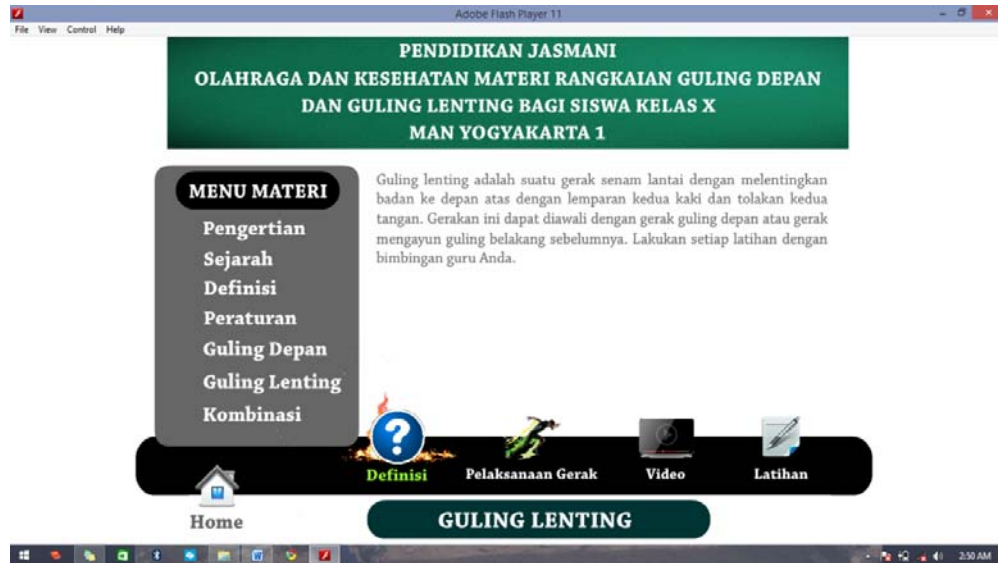 Adobe Flash Player 11
File View Control Help
PENDIDIKAN JASMANI
OLAHRAGA DAN KESEHATAN MATERI RANGKAIAN GULING DEPAN
DAN GULING LENTING BAGI SISWA KELAS X
MAN YOGYAKARTA 1
MENU MATERI
Pengertian
Sejarah
Definisi
Peraturan
Guling Depan
Guling Lenting
Kombinasi
Guling lenting adalah suatu gerak senam lantai dengan melentingkan
badan ke depan atas dengan lemparan kedua kaki dan tolakan kedua
tangan. Gerakan ini dapat diawali dengan gerak guling depan atau gerak
mengayun guling belakang sebelumnya. Lakukan setiap latihan dengan
bimbingan guru Anda.
Definisi
Pelaksanaan Gerak
Video
Latihan
Home
GULING LENTING
2:50 AM